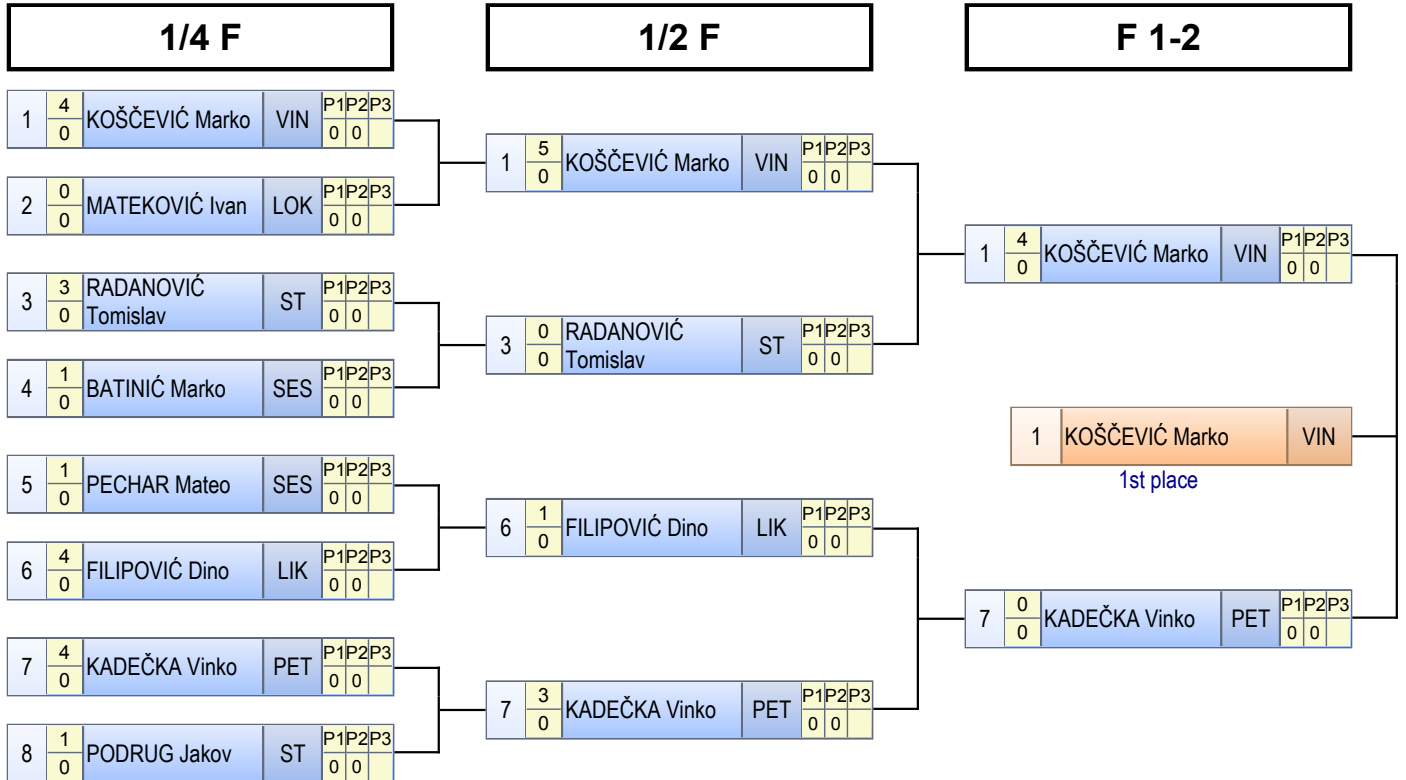 1/4 F
1/2 F
F 1-2
1 4 KOŠČEVIĆ Marko VIN P1 P2 P3
0 0 0
2 0 MATEKOVIĆ Ivan LOK P1 P2 P3
0 0 0
3 3 RADANOVIĆ ST P1 P2 P3
0 Tomislav 0 0
4 1 BATINIĆ Marko SES P1 P2 P3
0 0 0
5 1 PECHAR Mateo SES P1 P2 P3
0 0 0
6 4 FILIPOVIĆ Dino LIK P1 P2 P3
0 0 0
7 4 KADEČKA Vinko PET P1 P2 P3
0 0 0
8 1 PODRUG Jakov ST P1 P2 P3
0 0 0
1 5 KOŠČEVIĆ Marko VIN P1 P2 P3
0 0 0
3 0 RADANOVIĆ ST P1 P2 P3
0 Tomislav 0 0
6 1 FILIPOVIĆ Dino LIK P1 P2 P3
0 0 0
7 3 KADEČKA Vinko PET P1 P2 P3
0 0 0
1 4 KOŠČEVIĆ Marko VIN P1 P2 P3
0 0 0
1 KOŠČEVIĆ Marko VIN
1st place
7 0 KADEČKA Vinko PET P1 P2 P3
0 0 0